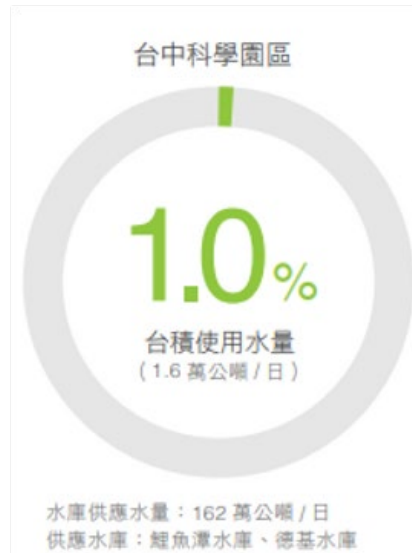 台中科學園區
1.0%
台積使用水量
（1.6 萬公噸 / 日）
水庫供應水量：162 萬公噸 / 日
供應水庫：鯉魚潭水庫、德基水庫